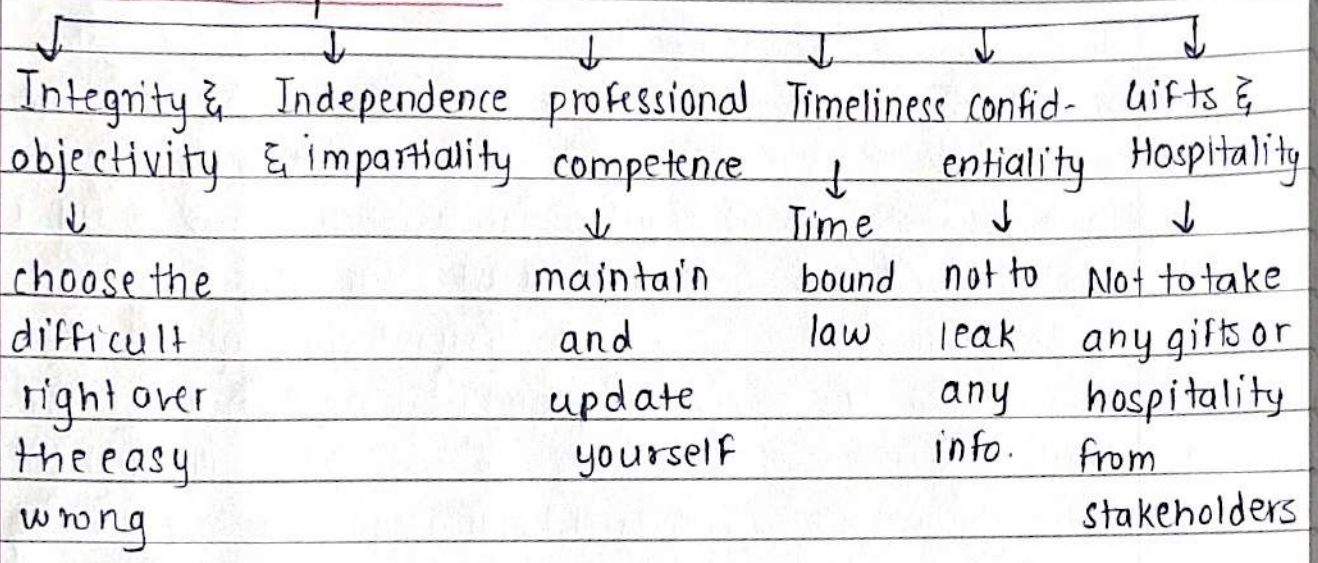 Integrity & Independence professional Timeliness confid- Gifts &
objectivity & impartiality competence entiality Hospitality
Time
choose the maintain bound not to Not to take
difficult and law leak any gifts or
right over update any hospitality
the easy yourself info. from
wrong stakeholders